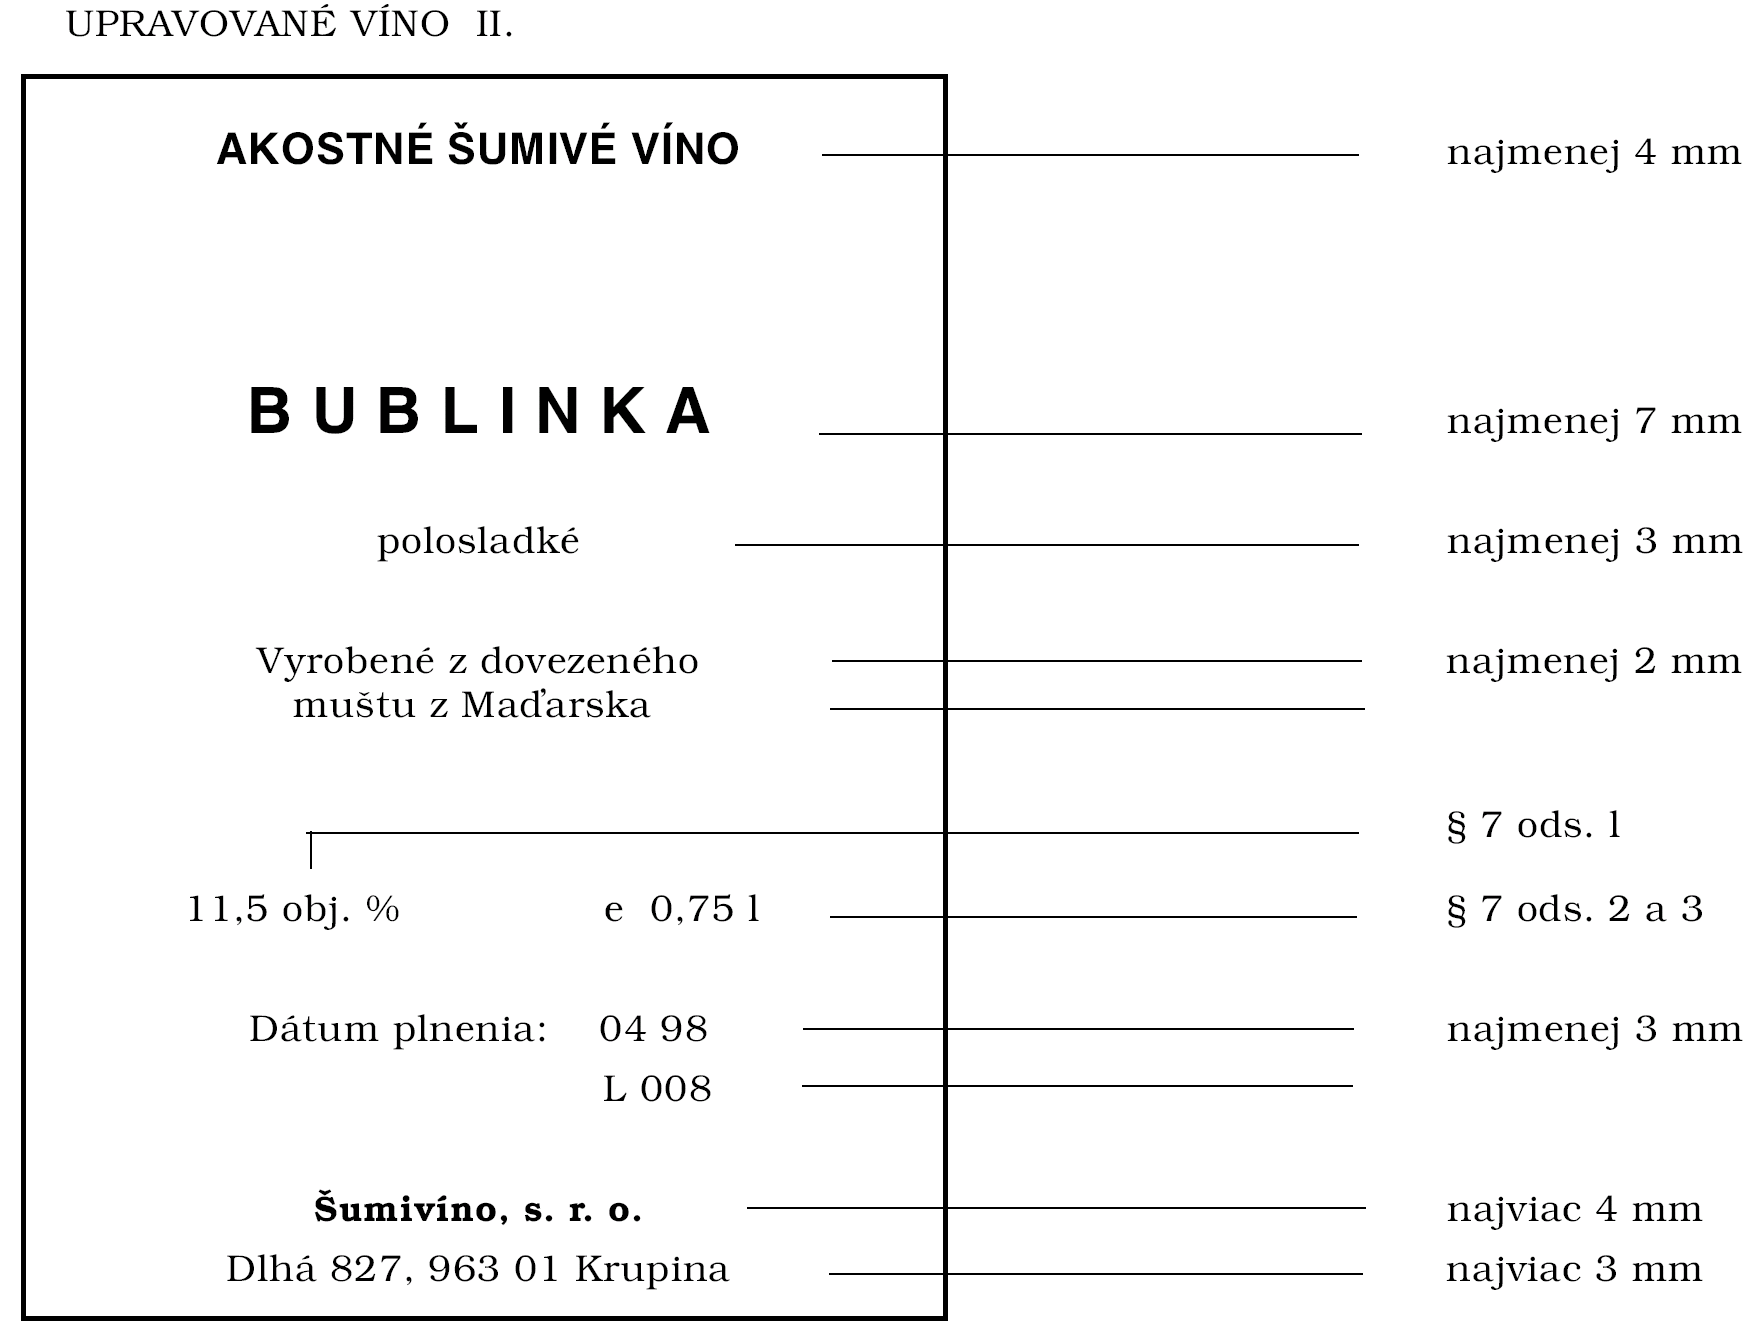 UPRAVOVANÉ VÍNO II.
AKOSTNÉ ŠUMIVÉ VÍNO najmenej 4 mm
BUBLINKA najmenej 7 mm
polosladké najmenej 3 mm
Vyrobené z dovezeného najmenej 2 mm
muštu z Maďarska
§ 7 ods. l
11,5 obj. % e 0,75 l § 7 ods. 2 a 3
Dátum plnenia: 04 98 najmenej 3 mm
L 008
Šumivíno, s. r. o. najviac 4 mm
Dlhá 827, 963 01 Krupina najviac 3 mm